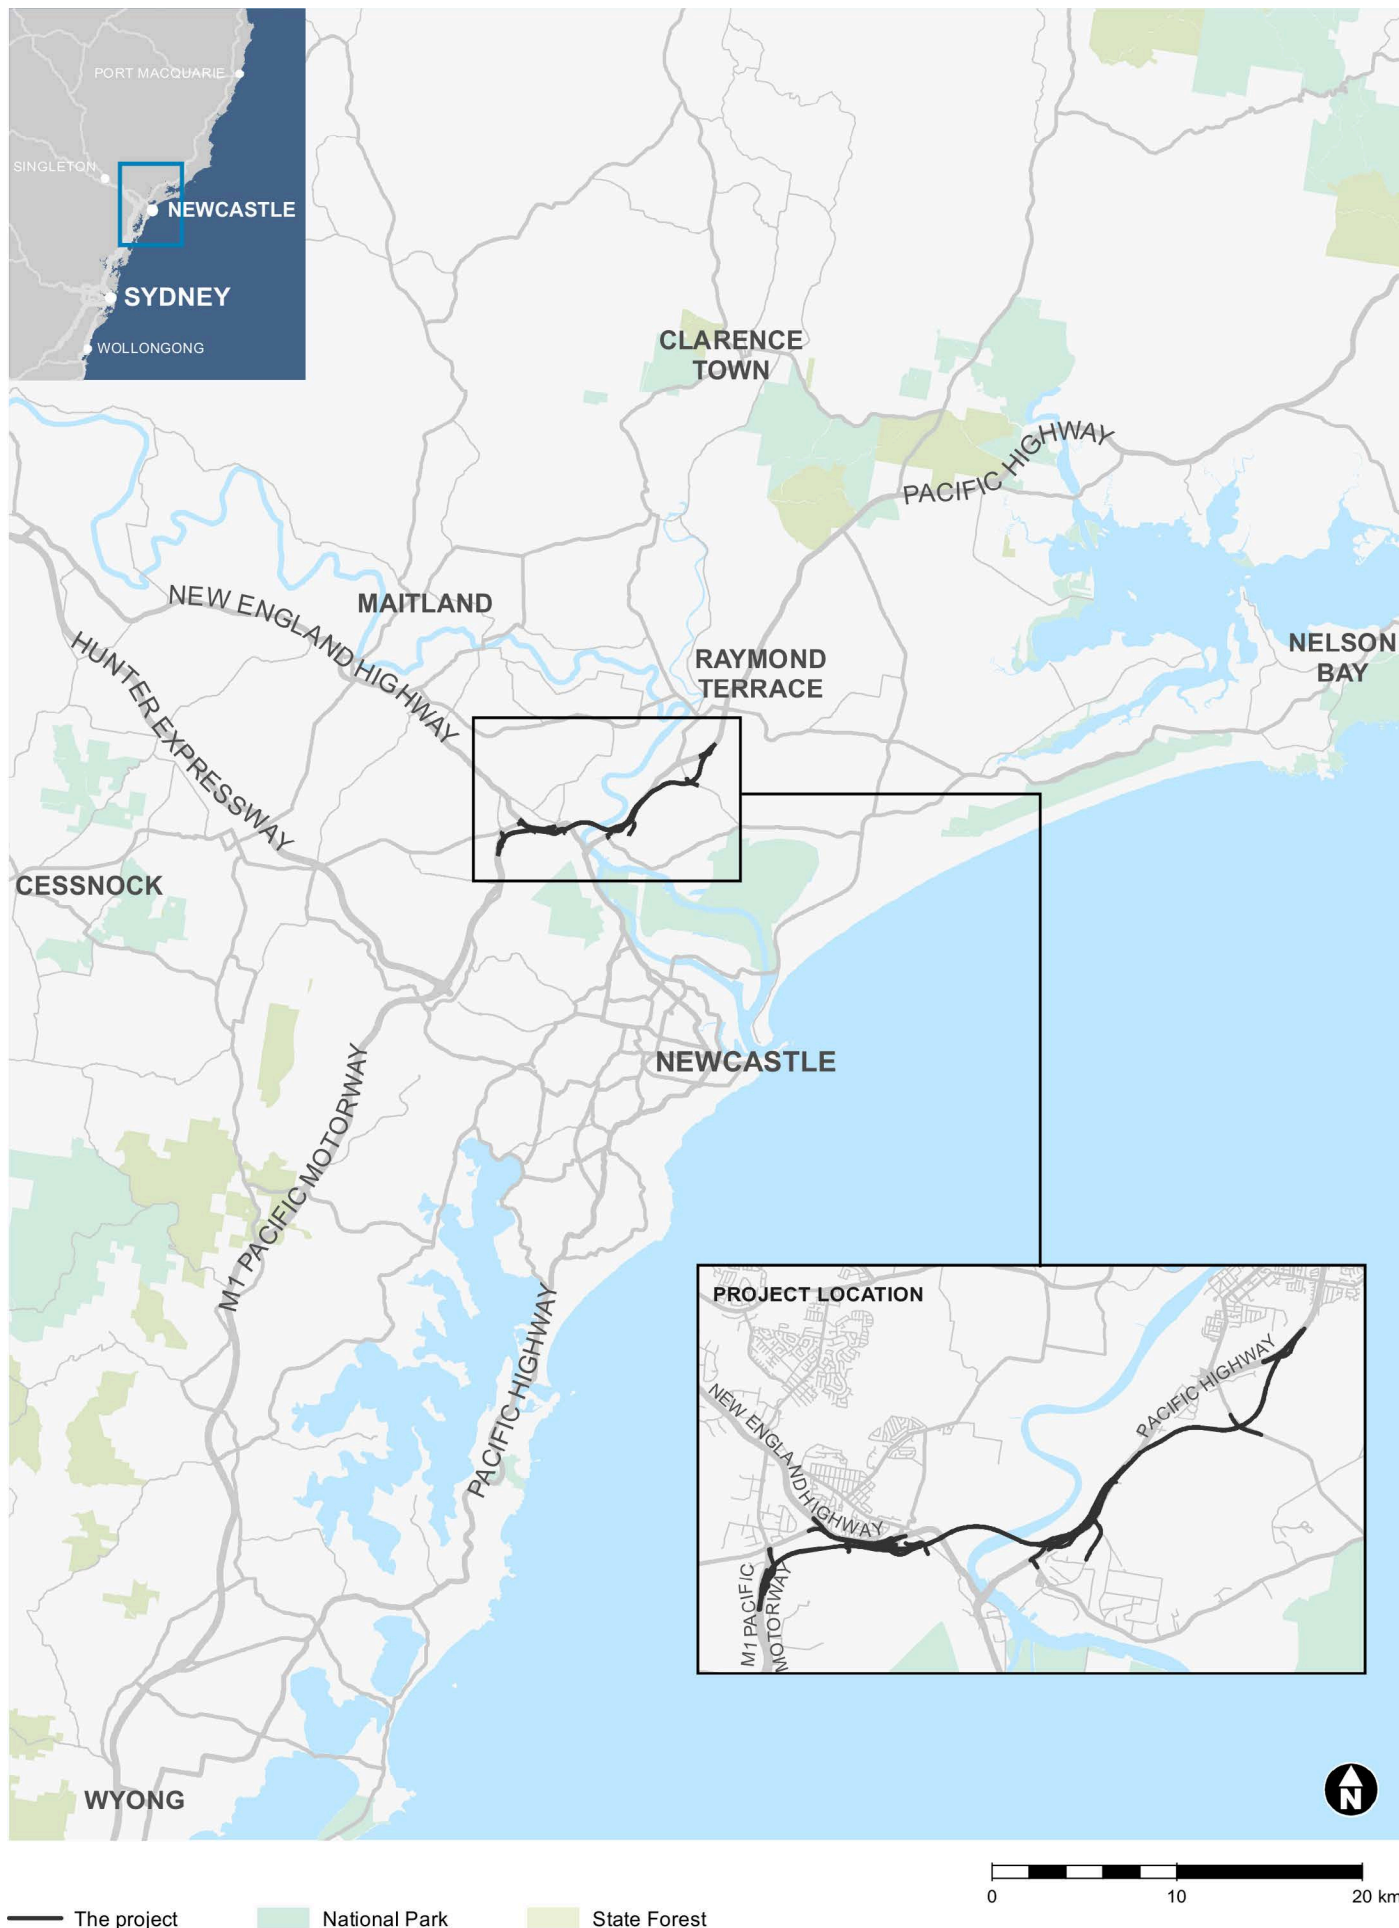 PORT MACQUARIE
SINGLETON
NEWCASTLE
SYDNEY
WOLLONGONG
CLARENCE
TOWN
PACIFIC HIGHWAY
NEW ENGLAND HIGHWAY
MAITLAND
HUNTER EXPRESSWAY
RAYMOND
TERRACE
NELSON
BAY
CESSNOCK
NEWCASTLE
M1 PACIFIC MOTORWAY
PACIFIC HIGHWAY
PROJECT LOCATION
PACIFIC HIGHWAY
NEW ENGLAND HIGHWAY
M1 PACIFIC
MOTORWAY
WYONG
N
0 10 20 km
The project National Park State Forest